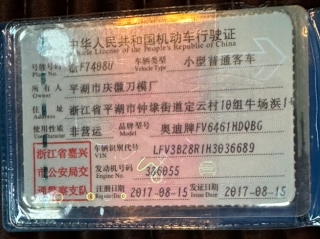 中华人民共和国机动车行驶证
Vehicle License of the People's Republic of China
号牌号码 F7408U 车辆类型 小型普通客车
Plate No. Vehicle Type
所有人 平湖市庆徽刀模厂
Owner
住址 浙江省平湖市钟埭街道定云村10组牛场浜1号
Address
使用性质 非营运 品牌型号 奥迪牌FV6461HDQBG
浙江省嘉兴市公安局交通警察支队
车辆识别代号 LFV3B28R1H3036689
VIN
发动机号码 386055
Engine No.
注册日期 2017-08-15 发证日期 2017-08-15